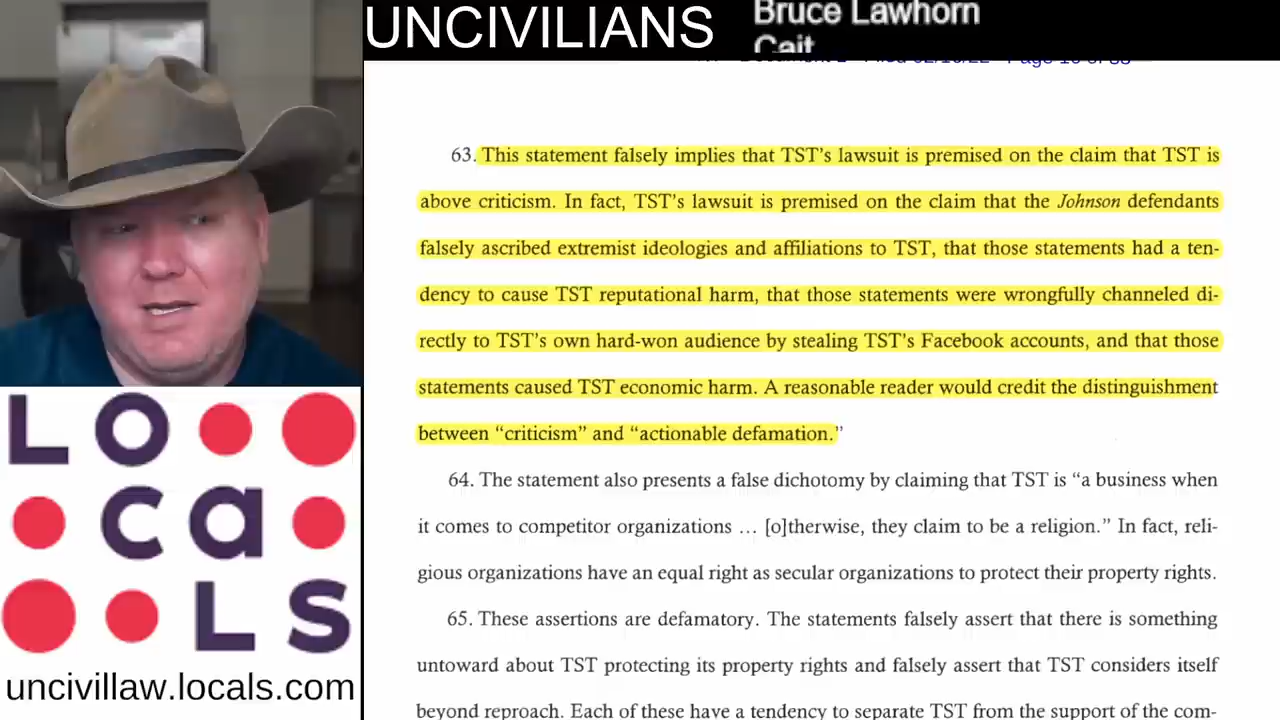 UNCIVILIANS
Bruce Lawhorn
Cait
63. This statement falsely implies that TST’s lawsuit is premised on the claim that TST is
above criticism. In fact, TST’s lawsuit is premised on the claim that the Johnson defendants
falsely ascribed extremist ideologies and affiliations to TST, that those statements had a ten-
dency to cause TST reputational harm, that those statements were wrongfully channeled di-
rectly to TST’s own hard-won audience by stealing TST’s Facebook accounts, and that those
statements caused TST economic harm. A reasonable reader would credit the distinguishment
between “criticism” and “actionable defamation.”
64. The statement also presents a false dichotomy by claiming that TST is “a business when
it comes to competitor organizations … [o]therwise, they claim to be a religion.” In fact, reli-
gious organizations have an equal right as secular organizations to protect their property rights.
65. These assertions are defamatory. The statements falsely assert that there is something
untoward about TST protecting its property rights and falsely assert that TST considers itself
beyond reproach. Each of these have a tendency to separate TST from the support of the com-
LOCaLS
uncivillaw.locals.com